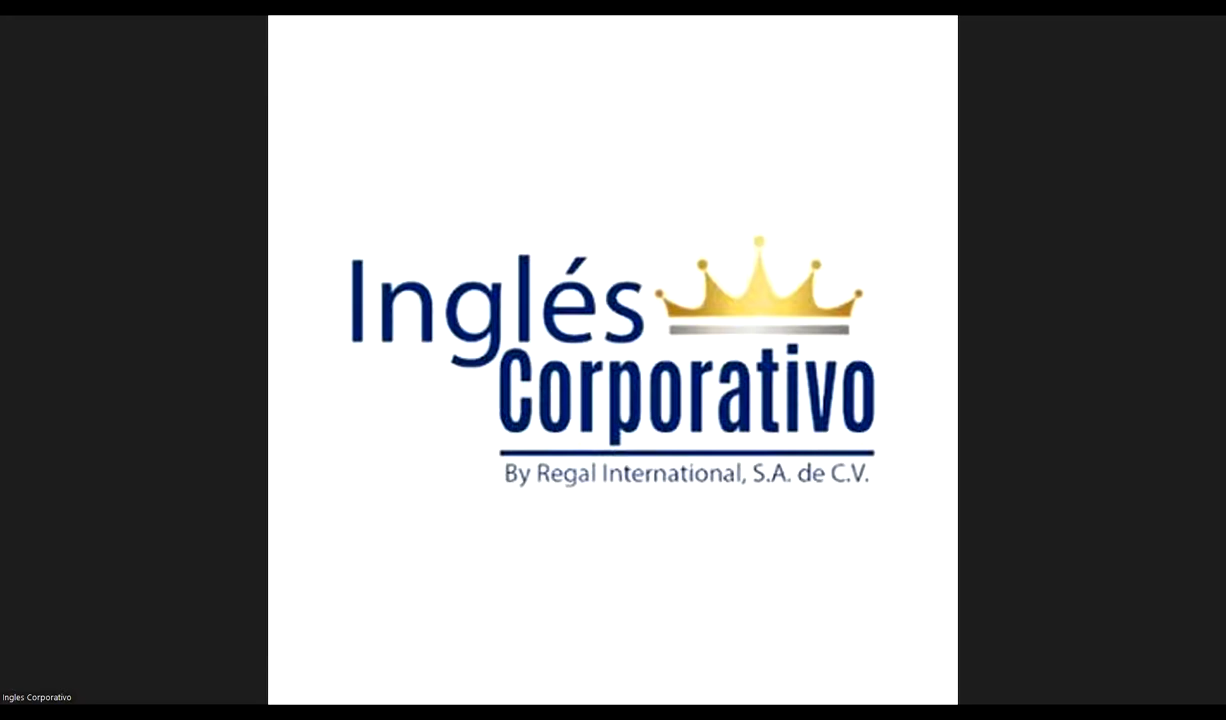 Inglés
Corporativo
By Regal International, S.A. de C.V.
Ingles Corporativo